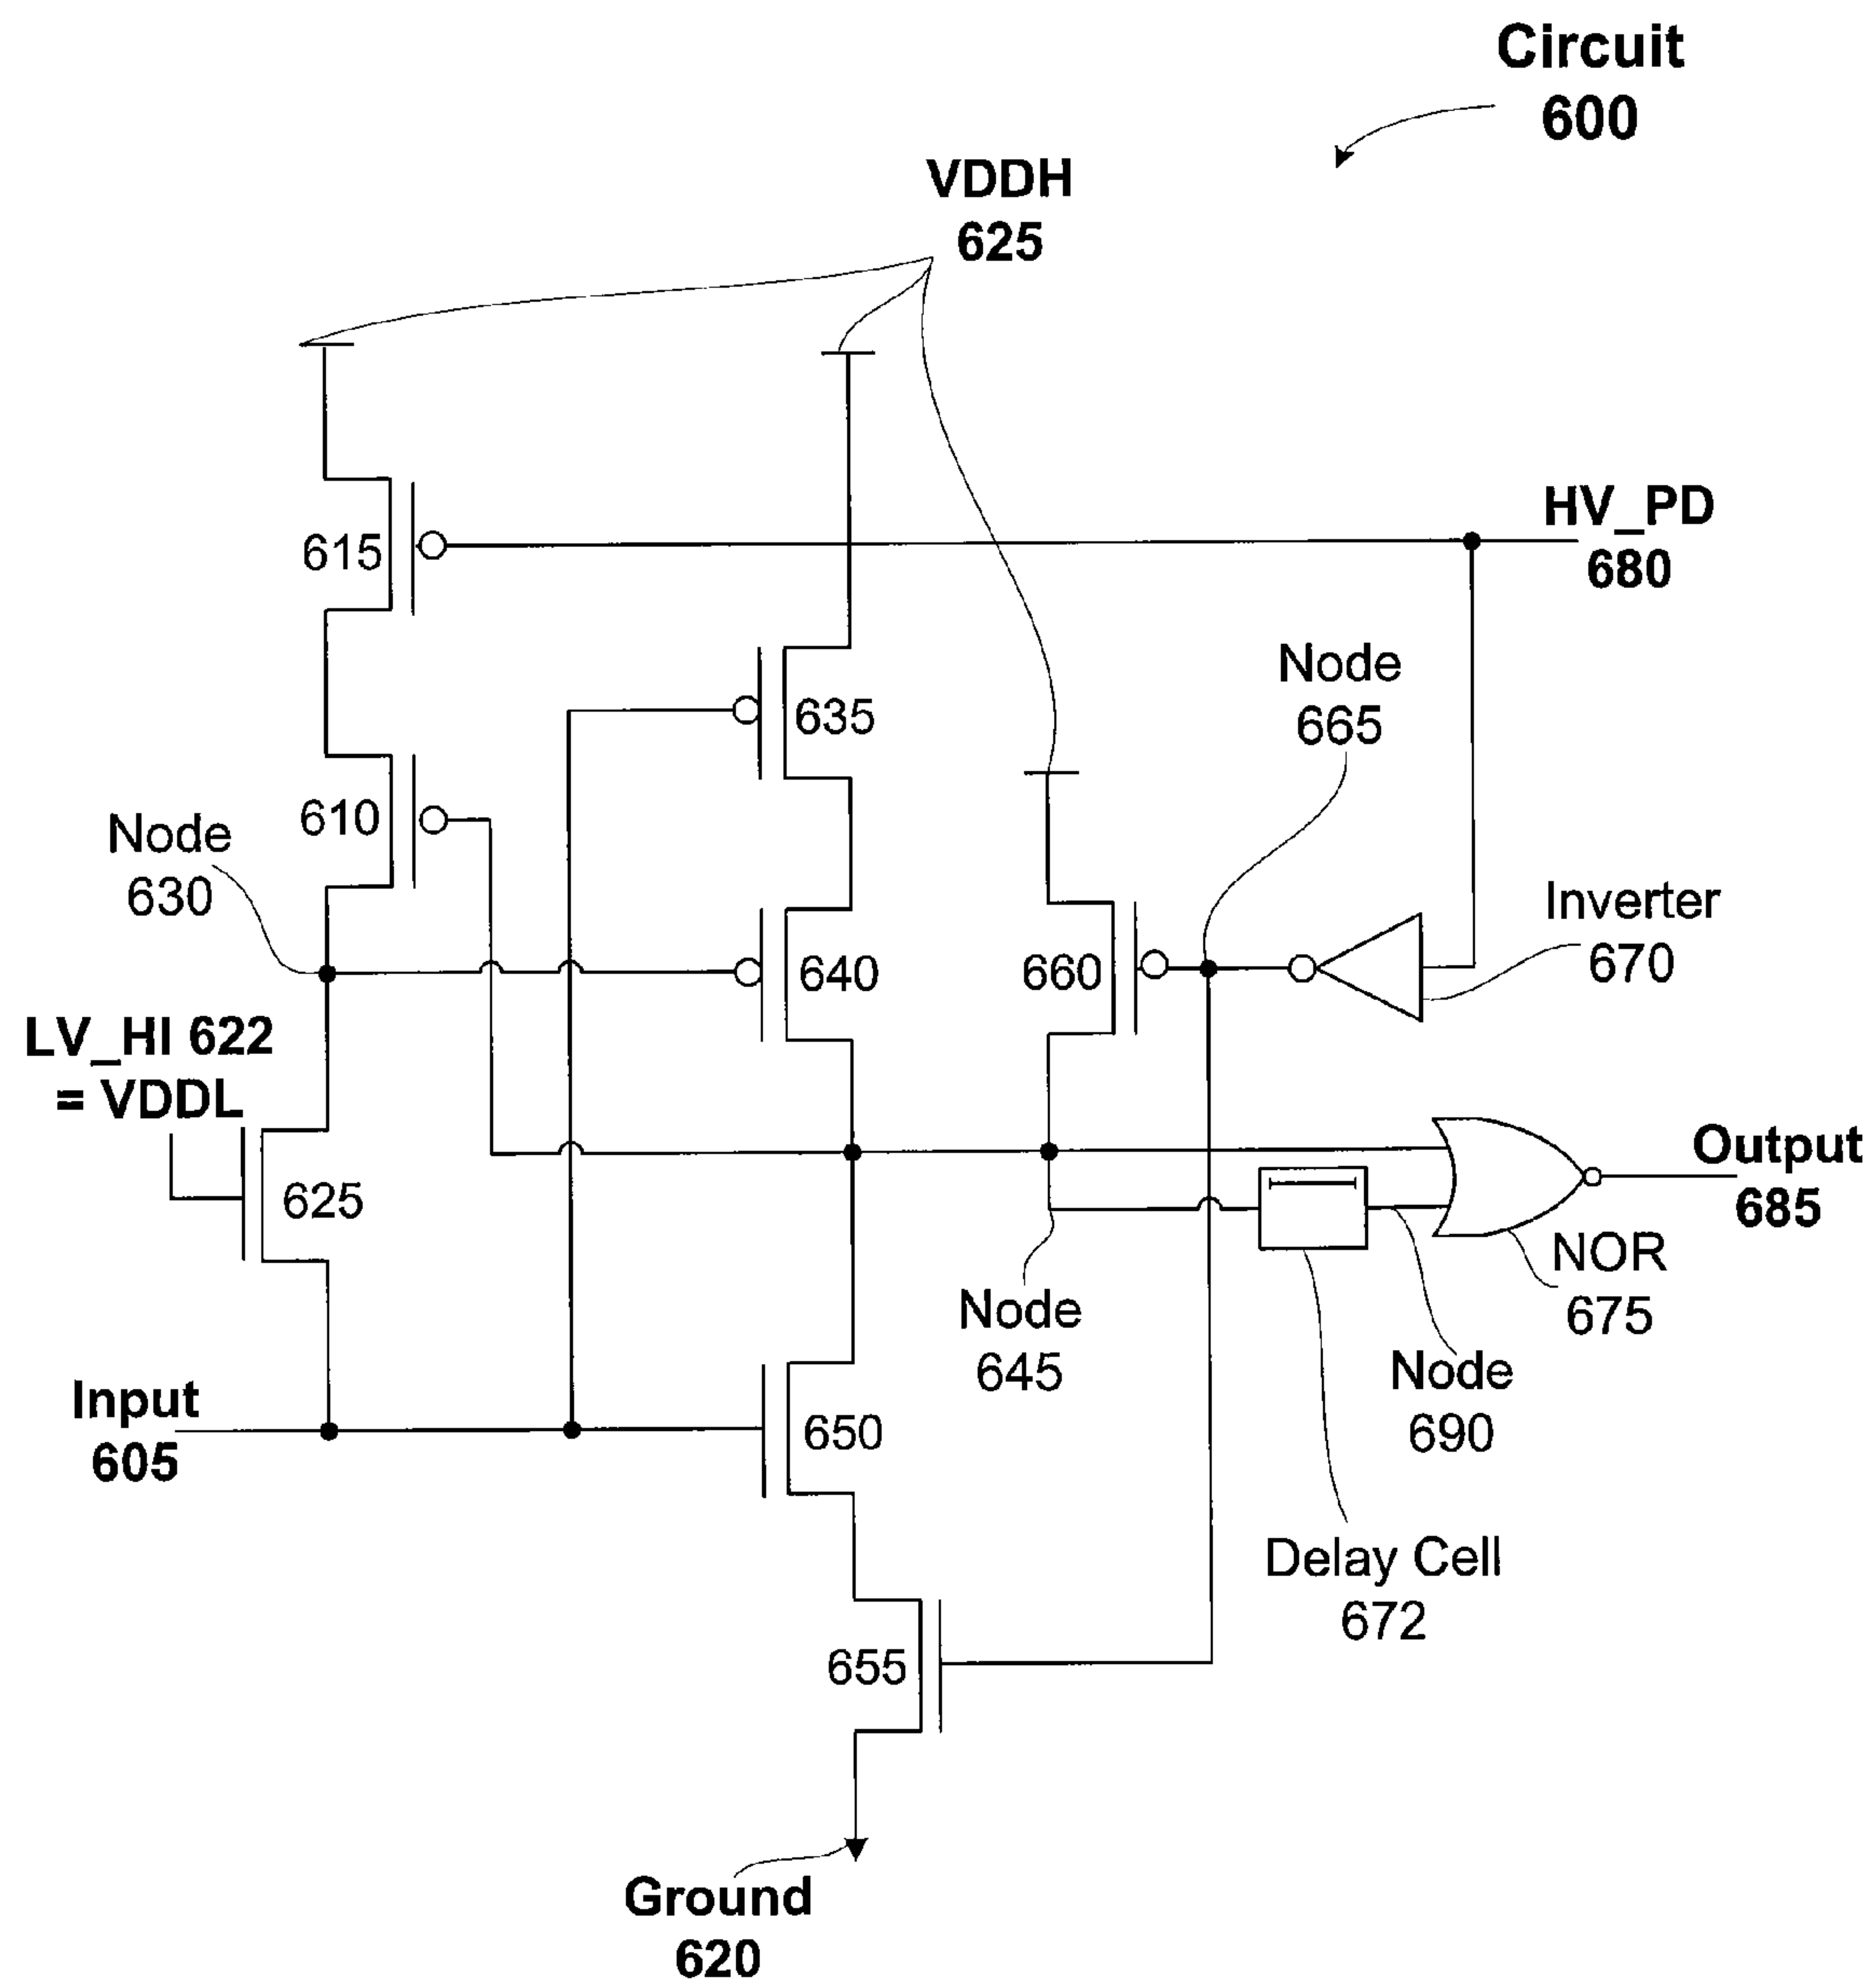 Circuit
600
VDDH
625
HV_PD
680
615
Node
665
635
610
Node
630
Inverter
670
640
660
LV_HI 622
= VDDL
625
Output
685
NOR
675
Node
645
Node
690
Input
605
650
Delay Cell
672
655
Ground
620